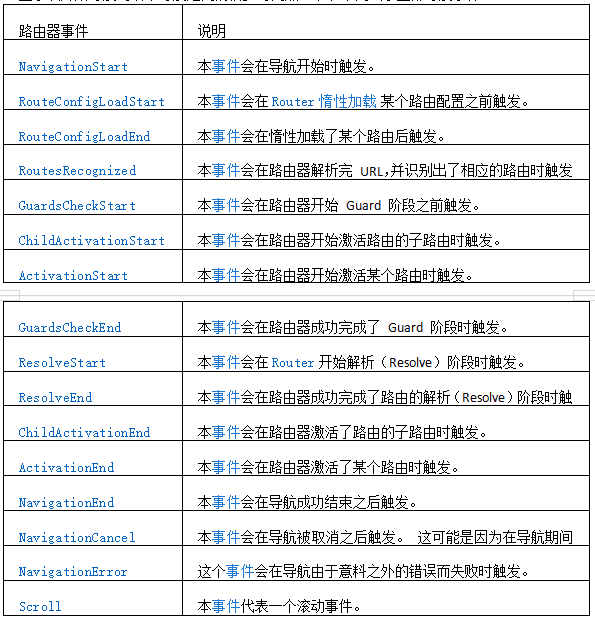 路由器事件 说明
NavigationStart 本事件会在导航开始时触发。
RouteConfigLoadStart 本事件会在 Router 惰性加载 某个路由配置之前触发。
RouteConfigLoadEnd 本事件会在惰性加载了某个路由后触发。
RoutesRecognized 本事件会在路由器解析完 URL,并识别出了相应的路由时触发
GuardsCheckStart 本事件会在路由器开始 Guard 阶段之前触发。
ChildActivationStart 本事件会在路由器开始激活路由的子路由时触发。
ActivationStart 本事件会在路由器开始激活某个路由时触发。
GuardsCheckEnd 本事件会在路由器成功完成了 Guard 阶段时触发。
ResolveStart 本事件会在 Router 开始解析（Resolve）阶段时触发。
ResolveEnd 本事件会在路由器成功完成了路由的解析（Resolve）阶段时触
ChildActivationEnd 本事件会在路由器激活了路由的子路由时触发。
ActivationEnd 本事件会在路由器激活了某个路由时触发。
NavigationEnd 本事件会在导航成功结束之后触发。
NavigationCancel 本事件会在导航被取消之后触发。 这可能是因为在导航期间
NavigationError 这个事件会在导航由于意料之外的错误而失败时触发。
Scroll 本事件代表一个滚动事件。